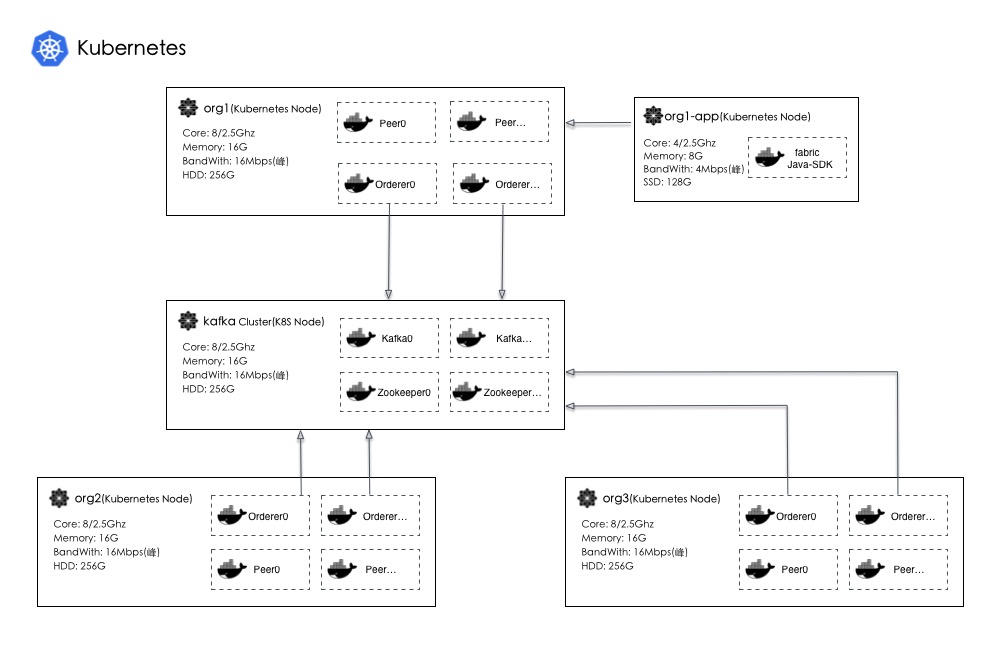 Kubernetes
org1(Kubernetes Node)
Core: 8/2.5Ghz
Memory: 16G
BandWith: 16Mbps(峰)
HDD: 256G
Peer0
Peer...
Orderer0
Orderer...
org1-app(Kubernetes Node)
Core: 4/2.5Ghz
Memory: 8G
BandWith: 4Mbps(峰)
SSD: 128G
fabric
Java-SDK
kafka Cluster(K8S Node)
Core: 8/2.5Ghz
Memory: 16G
BandWith: 16Mbps(峰)
HDD: 256G
Kafka0
Kafka...
Zookeeper0
Zookeeper...
org2(Kubernetes Node)
Core: 8/2.5Ghz
Memory: 16G
BandWith: 16Mbps(峰)
HDD: 256G
Orderer0
Orderer...
Peer0
Peer...
org3(Kubernetes Node)
Core: 8/2.5Ghz
Memory: 16G
BandWith: 16Mbps(峰)
HDD: 256G
Orderer0
Orderer...
Peer0
Peer...